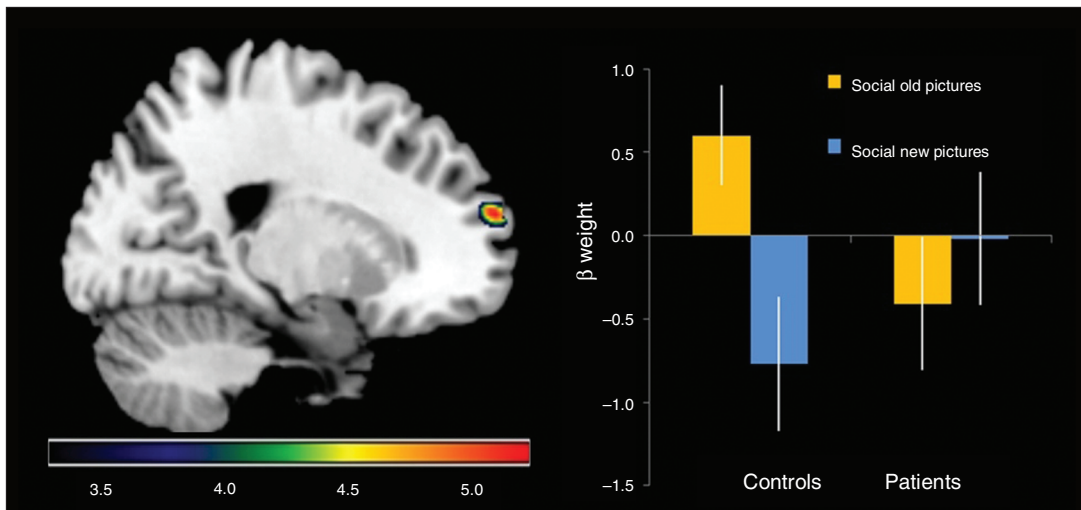 3.5 4.0 4.5 5.0
β weight
1.0
0.5
0.0
−0.5
−1.0
−1.5
Social old pictures
Social new pictures
Controls Patients